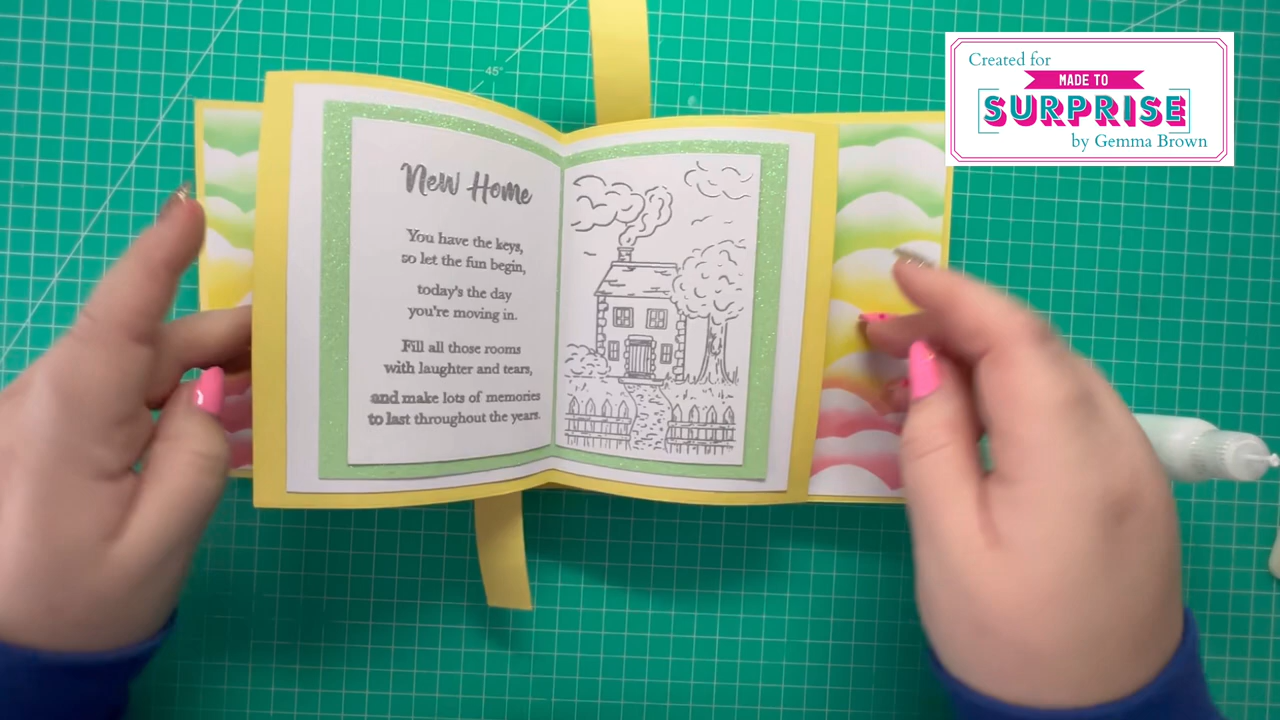 Created for
MADE TO
SURPRISE
by Gemma Brown
45°
New Home
You have the keys,
so let the fun begin,
today's the day
you're moving in.
Fill all those rooms
with laughter and tears,
and make lots of memories
to last throughout the years.